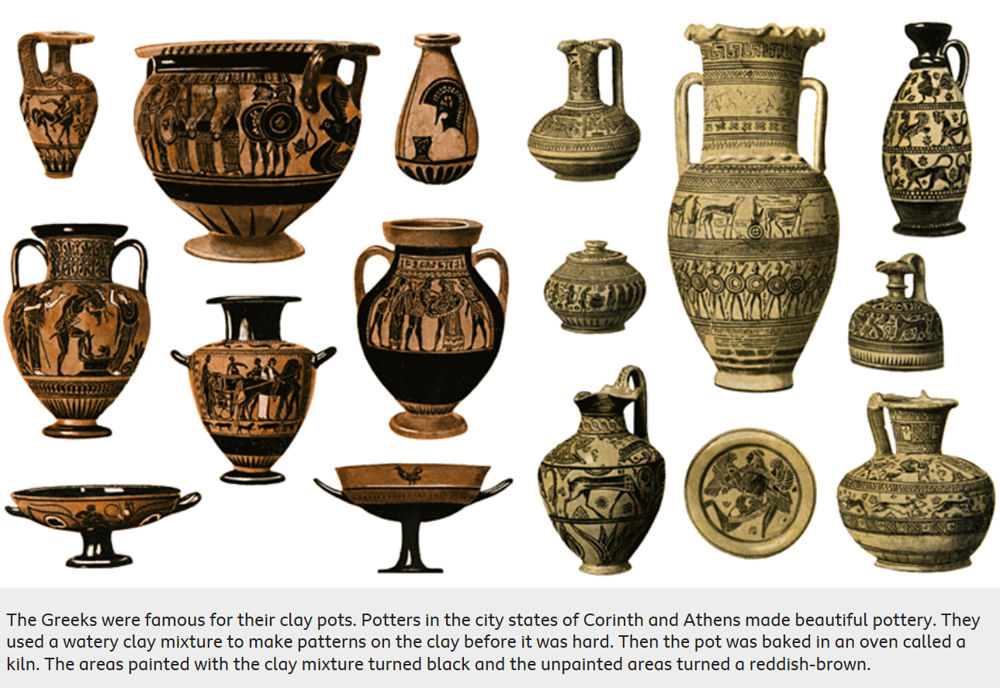 The Greeks were famous for their clay pots. Potters in the city states of Corinth and Athens made beautiful pottery. They
used a watery clay mixture to make patterns on the clay before it was hard. Then the pot was baked in an oven called a
kiln. The areas painted with the clay mixture turned black and the unpainted areas turned a reddish-brown.